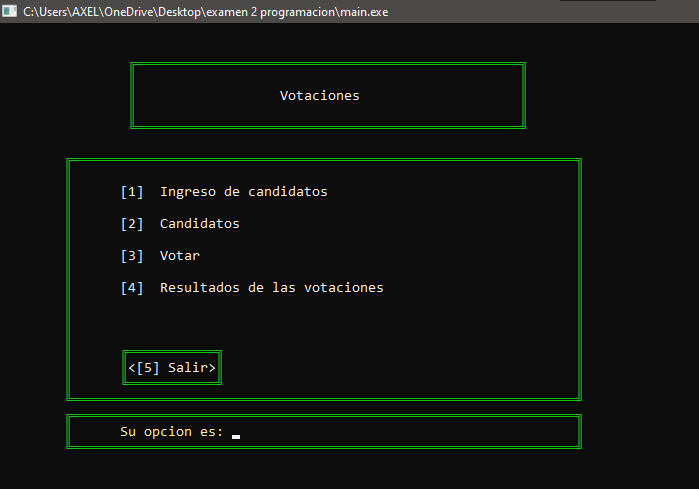 C:\Users\AXEL\OneDrive\Desktop\examen 2 programacion\main.exe
Votaciones
[1] Ingreso de candidatos
[2] Candidatos
[3] Votar
[4] Resultados de las votaciones
<[5] Salir>
Su opcion es: